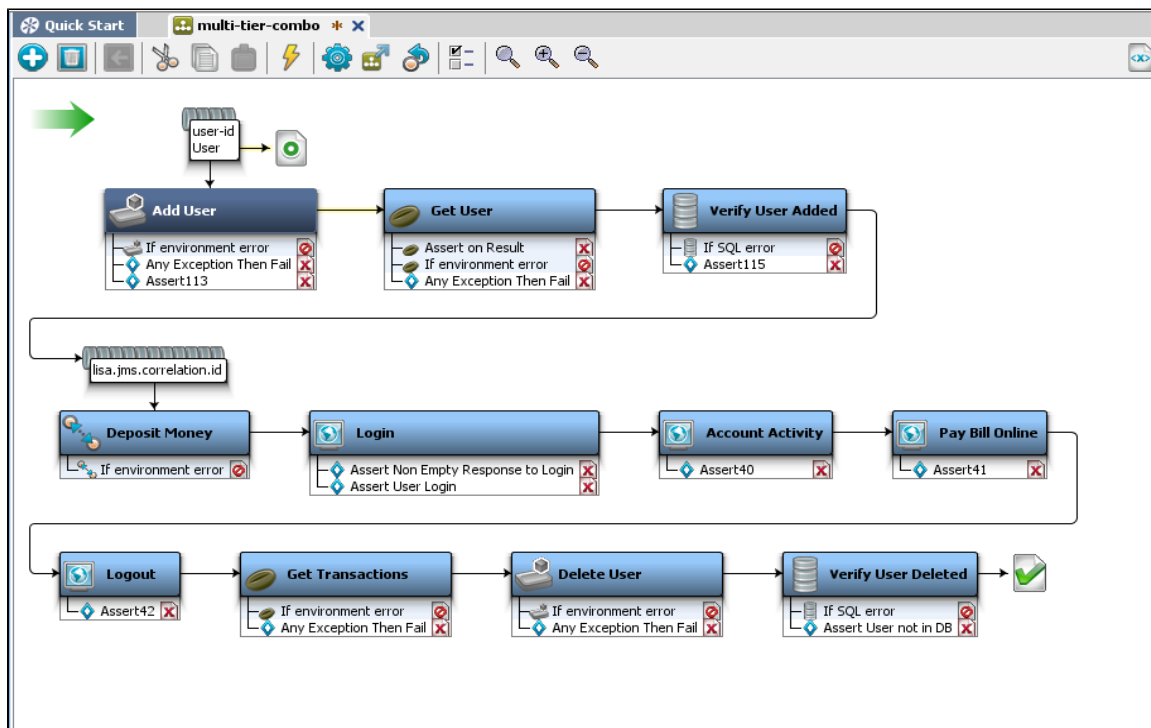 Quick Start
multi-tier-combo
user-id
User
Add User
If environment error
Any Exception Then Fail
Assert113
Get User
Assert on Result
If environment error
Any Exception Then Fail
Verify User Added
If SQL error
Assert115
lisa.jms.correlation.id
Deposit Money
If environment error
Login
Assert Non Empty Response to Login
Assert User Login
Account Activity
Assert40
Pay Bill Online
Assert41
Logout
Assert42
Get Transactions
If environment error
Any Exception Then Fail
Delete User
If environment error
Any Exception Then Fail
Verify User Deleted
If SQL error
Assert User not in DB